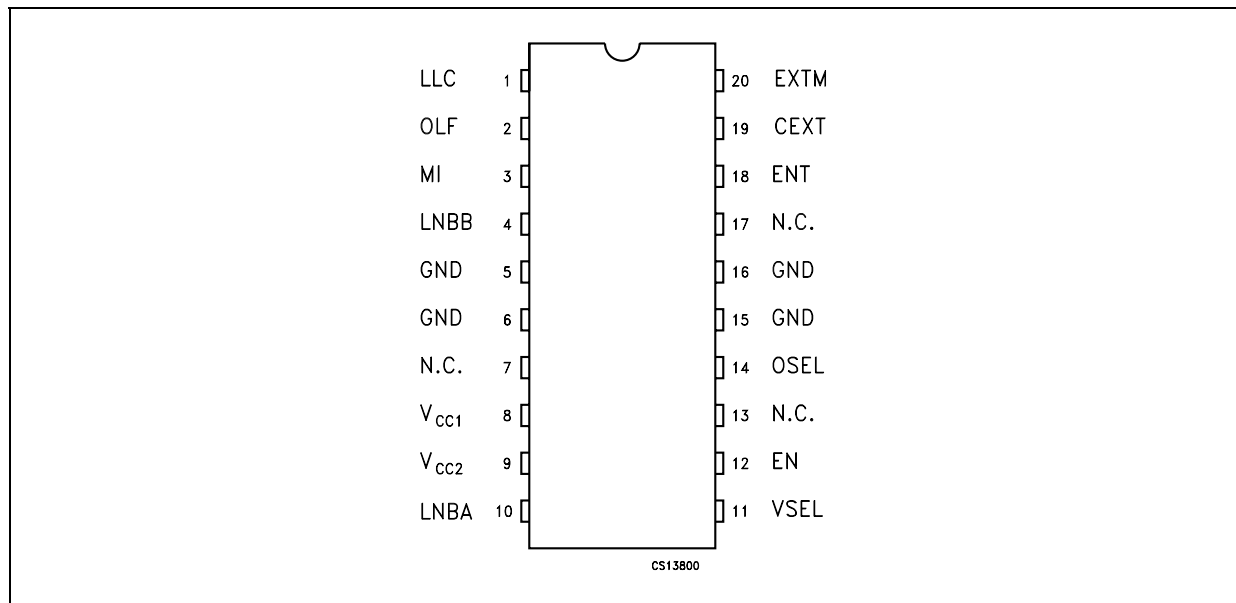 LLC 1 20 EXTM
OLF 2 19 CEXT
MI 3 18 ENT
LNBB 4 17 N.C.
GND 5 16 GND
GND 6 15 GND
N.C. 7 14 OSEL
VCC1 8 13 N.C.
VCC2 9 12 EN
LNBA 10 11 VSEL
CS13800